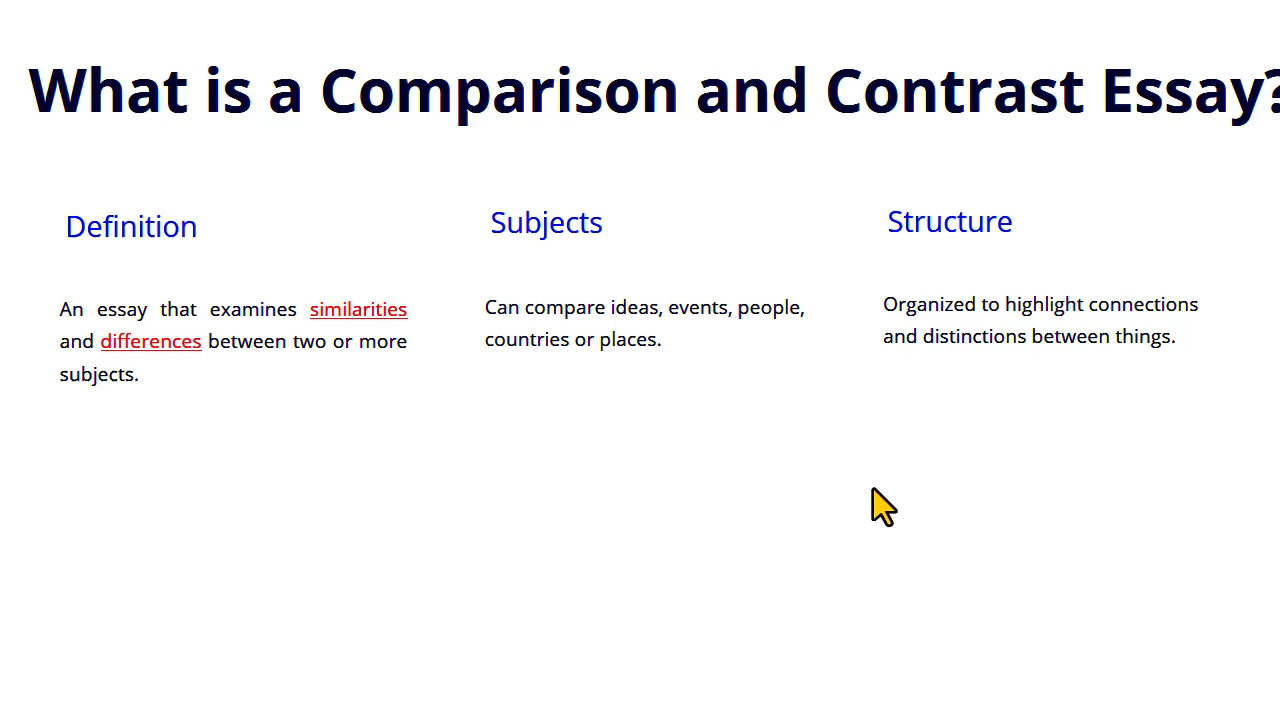 What is a Comparison and Contrast Essay?
Definition
An essay that examines similarities
and differences between two or more
subjects.
Subjects
Can compare ideas, events, people,
countries or places.
Structure
Organized to highlight connections
and distinctions between things.